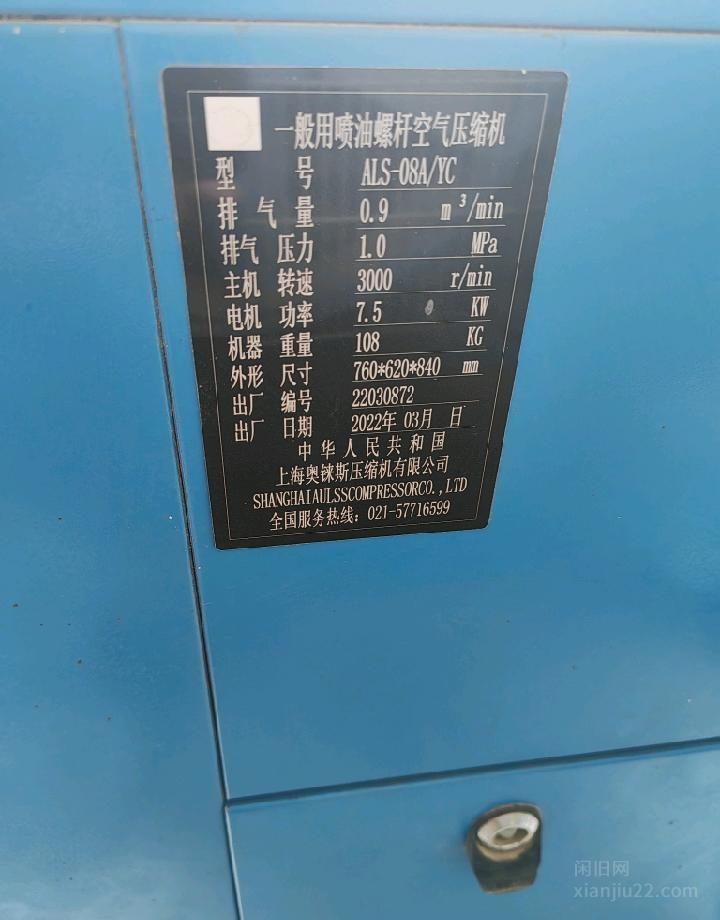 一般用喷油螺杆空气压缩机
型 号 ALS-08A/YC
排 气 量 0.9 m³/min
排气 压力 1.0 MPa
主机 转速 3000 r/min
电机 功率 7.5 KW
机器 重量 108 KG
外形 尺寸 760*620*840 mm
出厂 编号 22030872
出厂 日期 2022年 03月 日
中华人民共和国
上海奥铼斯压缩机有限公司
SHANGHAIAULSSCOMPRESSORCO.,LTD
全国服务热线：021-57716599
闲旧网
xianjiu22.com